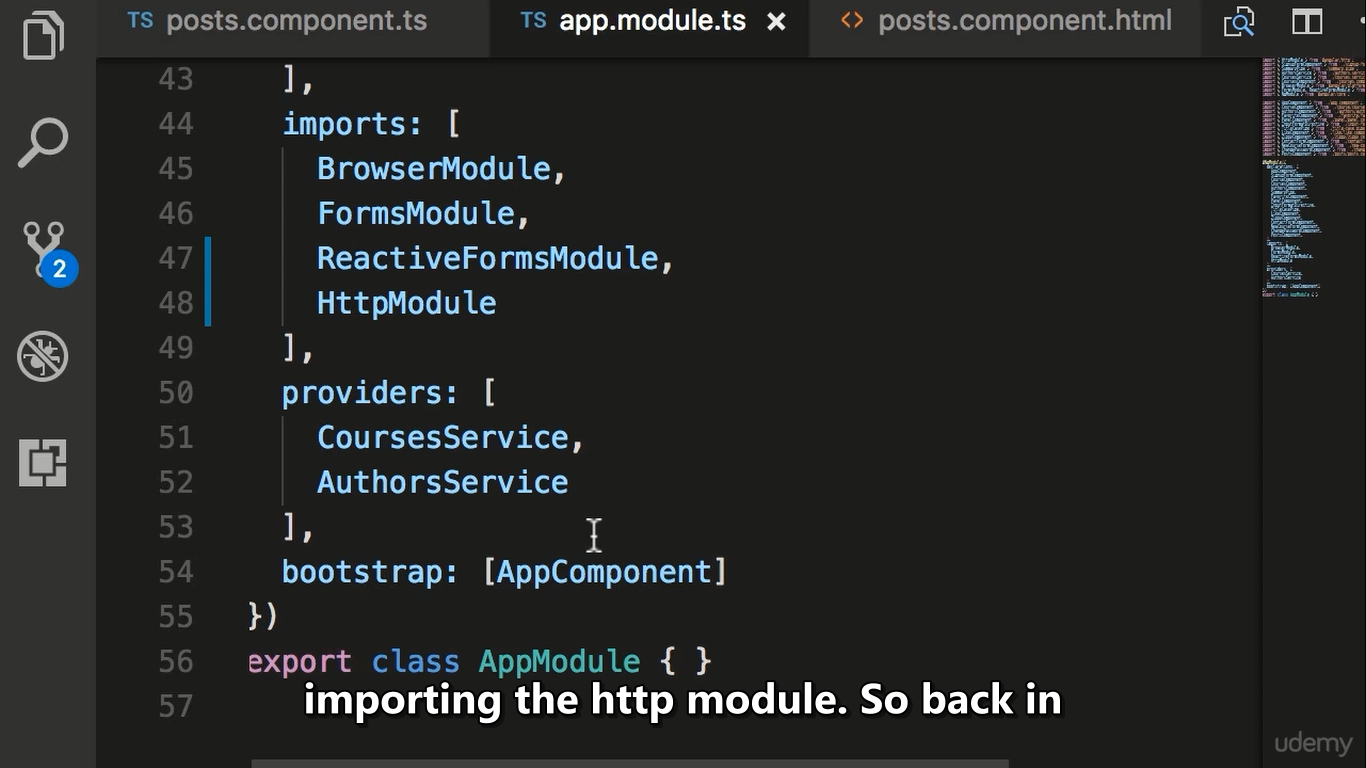 TS posts.component.ts TS app.module.ts × <> posts.component.html
43 ],
44 imports: [
45 BrowserModule,
46 FormsModule,
47 ReactiveFormsModule,
48 HttpModule
49 ],
50 providers: [
51 CoursesService,
52 AuthorsService
53 ],
54 bootstrap: [AppComponent]
55 })
56 export class AppModule { }
57
2
importing the http module. So back in
udemy